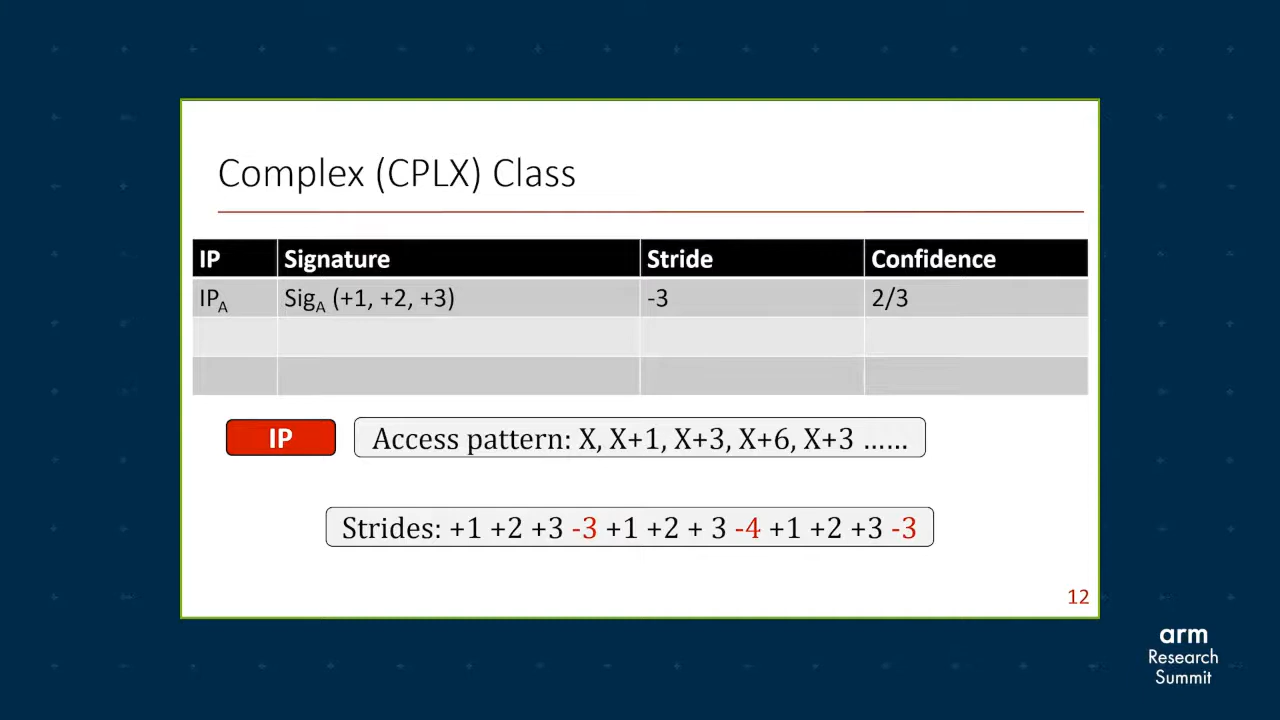 Complex (CPLX) Class
IP Signature Stride Confidence
IPA SigA (+1, +2, +3) -3 2/3
IP Access pattern: X, X+1, X+3, X+6, X+3 ......
Strides: +1 +2 +3 -3 +1 +2 + 3 -4 +1 +2 +3 -3
12
arm
Research
Summit